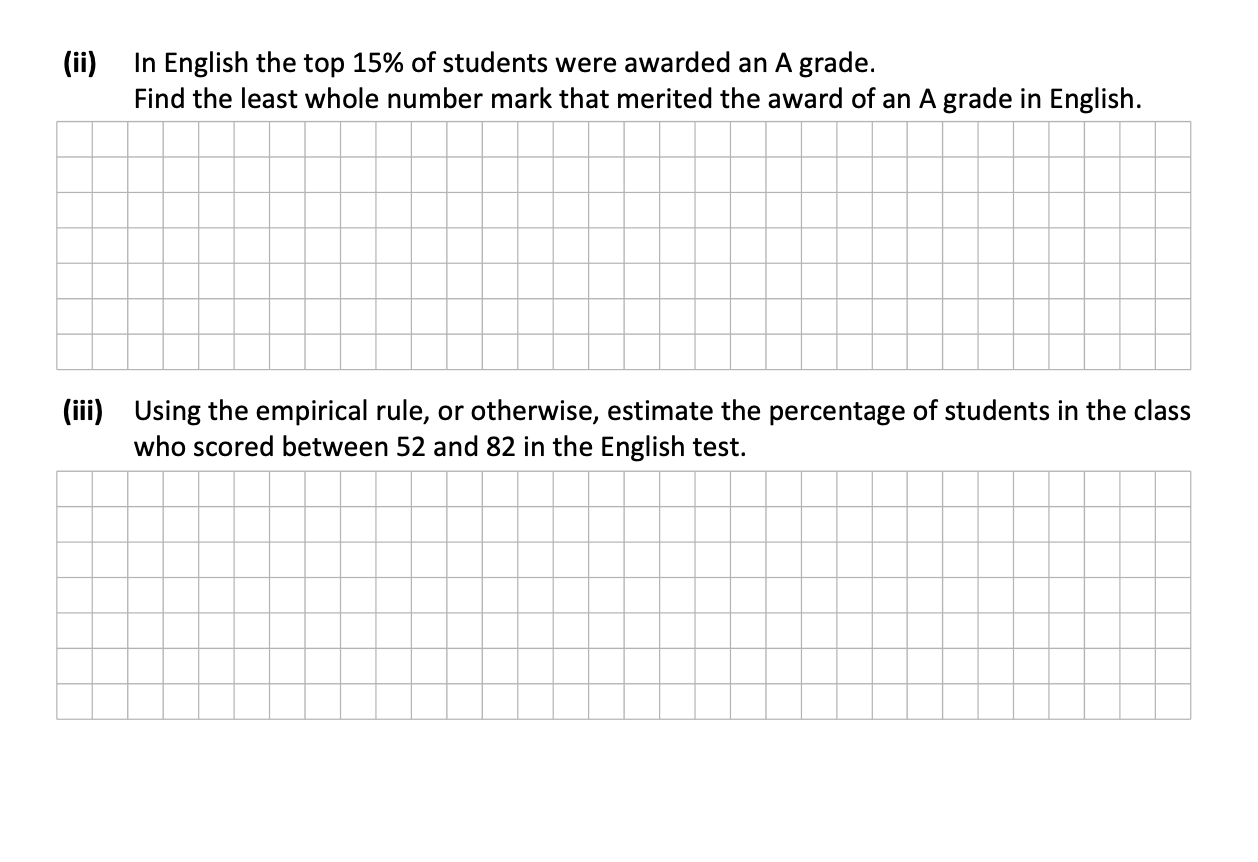 (ii) In English the top 15% of students were awarded an A grade.
Find the least whole number mark that merited the award of an A grade in English.
(iii) Using the empirical rule, or otherwise, estimate the percentage of students in the class
who scored between 52 and 82 in the English test.